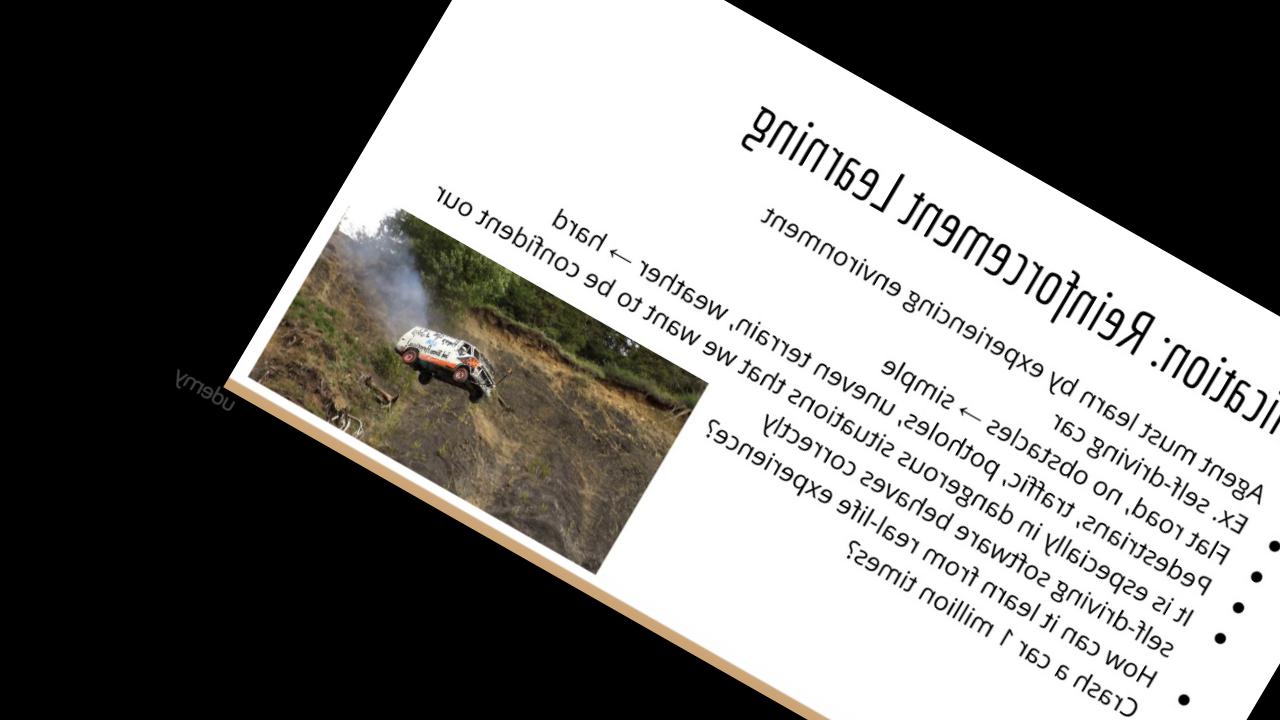 ication: Reinforcement Learning
Agent must learn by experiencing environment
Ex. self-driving car
Flat road, no obstacles → simple
Pedestrians, traffic, potholes, uneven terrain, weather → hard
It is especially in dangerous situations that we want to be confident our
self-driving software behaves correctly
How can it learn from real-life experience?
Crash a car 1 million times?
udemy